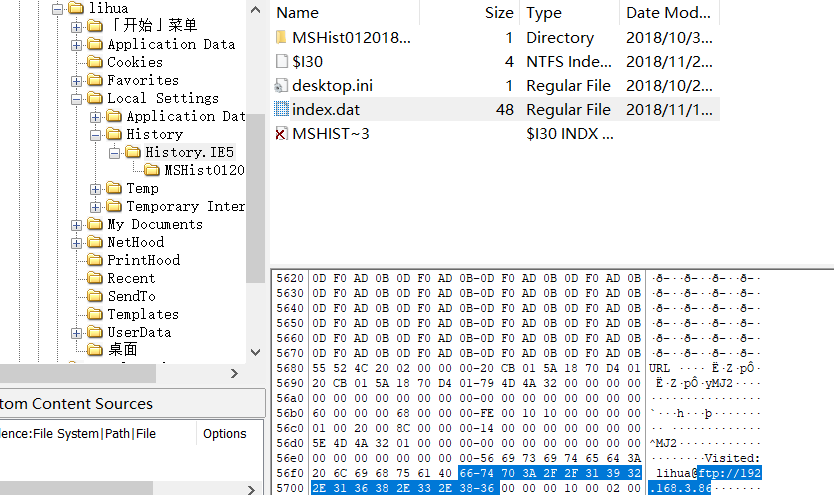 lihua
「开始」菜单
Application Data
Cookies
Favorites
Local Settings
Application Dat
History
History.IE5
MSHist0120
Temp
Temporary Inter
My Documents
NetHood
PrintHood
Recent
SendTo
Templates
UserData
桌面
tom Content Sources
lence:File System|Path|File Options
Name Size Type Date Mod...
MSHist012018... 1 Directory 2018/10/3...
$I30 4 NTFS Inde... 2018/11/2...
desktop.ini 1 Regular File 2018/10/2...
index.dat 48 Regular File 2018/11/1...
MSHIST~3 $I30 INDX ...
5620 0D F0 AD 0B 0D F0 AD 0B-0D F0 AD 0B 0D F0 AD 0B ·ð-··ð-··ð-··ð-·
5630 0D F0 AD 0B 0D F0 AD 0B-0D F0 AD 0B 0D F0 AD 0B ·ð-··ð-··ð-··ð-·
5640 0D F0 AD 0B 0D F0 AD 0B-0D F0 AD 0B 0D F0 AD 0B ·ð-··ð-··ð-··ð-·
5650 0D F0 AD 0B 0D F0 AD 0B-0D F0 AD 0B 0D F0 AD 0B ·ð-··ð-··ð-··ð-·
5660 0D F0 AD 0B 0D F0 AD 0B-0D F0 AD 0B 0D F0 AD 0B ·ð-··ð-··ð-··ð-·
5670 0D F0 AD 0B 0D F0 AD 0B-0D F0 AD 0B 0D F0 AD 0B ·ð-··ð-··ð-··ð-·
5680 55 52 4C 20 02 00 00 00-20 CB 01 5A 18 70 D4 01 URL ···· Ë·Z·pÔ·
5690 20 CB 01 5A 18 70 D4 01-79 4D 4A 32 00 00 00 00  Ë·Z·pÔ·yMJ2····
56a0 00 00 00 00 00 00 00 00-00 00 00 00 00 00 00 00 ················
56b0 60 00 00 00 68 00 00 00-FE 00 10 10 00 00 00 00 `···h···þ·······
56c0 01 00 20 00 8C 00 00 00-14 00 00 00 00 00 00 00 ·· ·············
56d0 5E 4D 4A 32 01 00 00 00-00 00 00 00 00 00 00 00 ^MJ2············
56e0 00 00 00 00 00 00 00 00-56 69 73 69 74 65 64 3A ········Visited:
56f0 20 6C 69 68 75 61 40 66-74 70 3A 2F 2F 31 39 32  lihua@ftp://192
5700 2E 31 36 38 2E 33 2E 38-36 00 00 00 10 00 02 00 .168.3.86·······